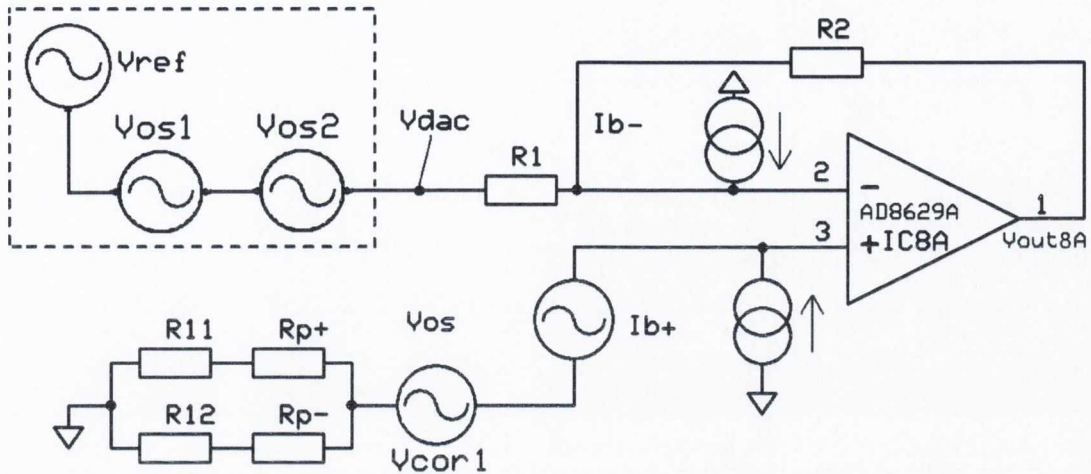 Vref
Vos1
Vos2
Vdac
R1
R2
Ib-
2
-
AD8629A
1
3
+IC8A
Vout8A
Vos
Ib+
R11
Rp+
R12
Rp-
Vcor1